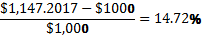 $1,147.2017 − $1000
$1,000
= 14.72%